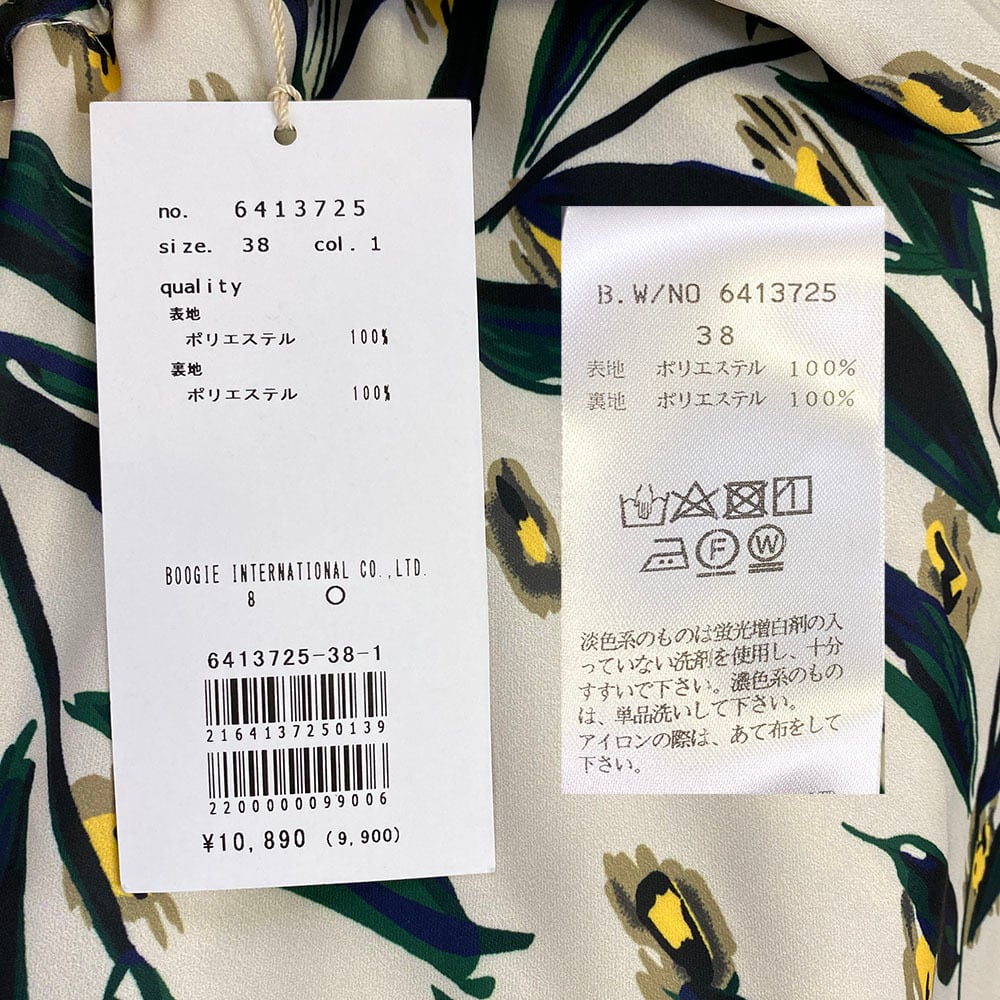 no. 6413725
size. 38 col. 1
quality
表地
ポリエステル 100%
裏地
ポリエステル 100%
BOOGIE INTERNATIONAL CO.,LTD.
8 ○
6413725-38-1
2164137250139
2200000099006
¥10,890 (9,900)
B.W/NO 6413725
38
表地 ポリエステル 100%
裏地 ポリエステル 100%
F W
淡色系のものは蛍光増白剤の入
っていない洗剤を使用し、十分
すすいで下さい。濃色系のもの
は、単品洗いして下さい。
アイロンの際は、あて布をして
下さい。